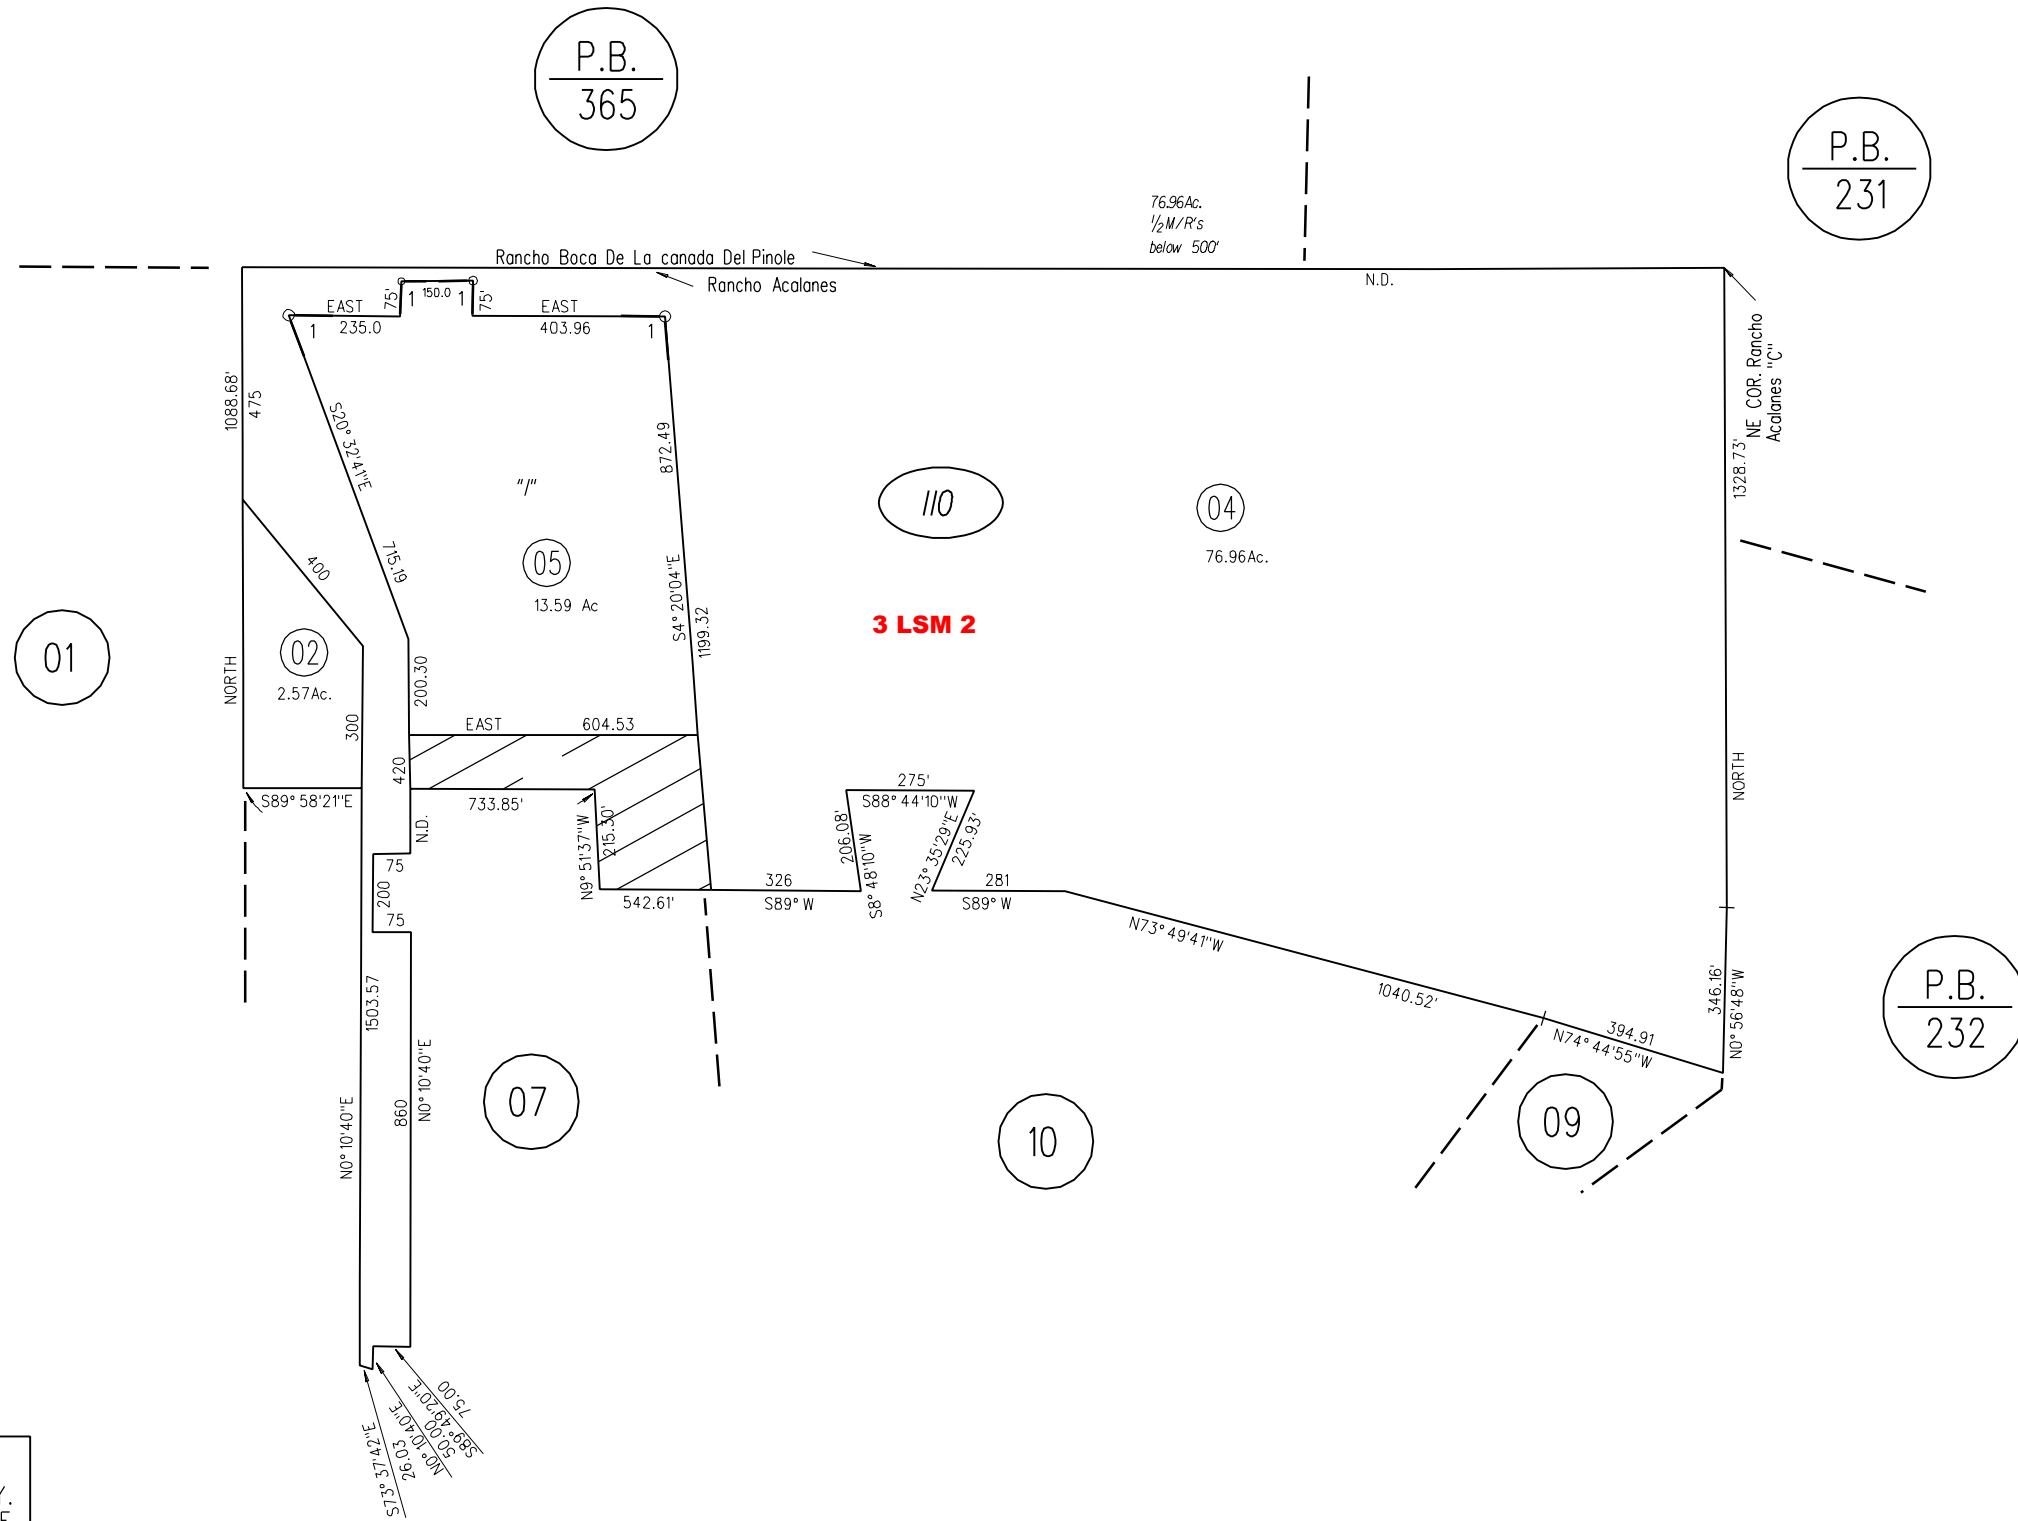 P.B.
365
P.B.
231
76.96Ac.
1/2 M/R's
below 500'
Rancho Boca De La canada Del Pinole
Rancho Acalanes
N.D.
NE COR. Rancho
Acalanes "C"
75'
1
150.0
1
75'
EAST
235.0
1
EAST
403.96
1
1088.68'
475
NORTH
S20°32'41"E
715.19
400
872.49
S4°20'04"E
1199.32
"I"
05
13.59 Ac
110
04
76.96Ac.
3 LSM 2
1328.73'
NORTH
01
02
2.57Ac.
300
200.30
EAST
604.53
420
S89°58'21"E
733.85'
N.D.
N9°51'37"W
215.30'
275'
S88°44'10"W
206.08'
S8°48'10"W
N23°35'29"E
225.93'
75
200
75
542.61'
326
S89°W
281
S89°W
N73°49'41"W
1040.52'
394.91
N74°44'55"W
346.16'
N0°56'48"W
P.B.
232
1503.57
N0°10'40"E
860
N0°10'40"E
07
10
09
75.00
S89°49'20"E
50.00
N0°10'40"E
26.03
S73°37'42"E